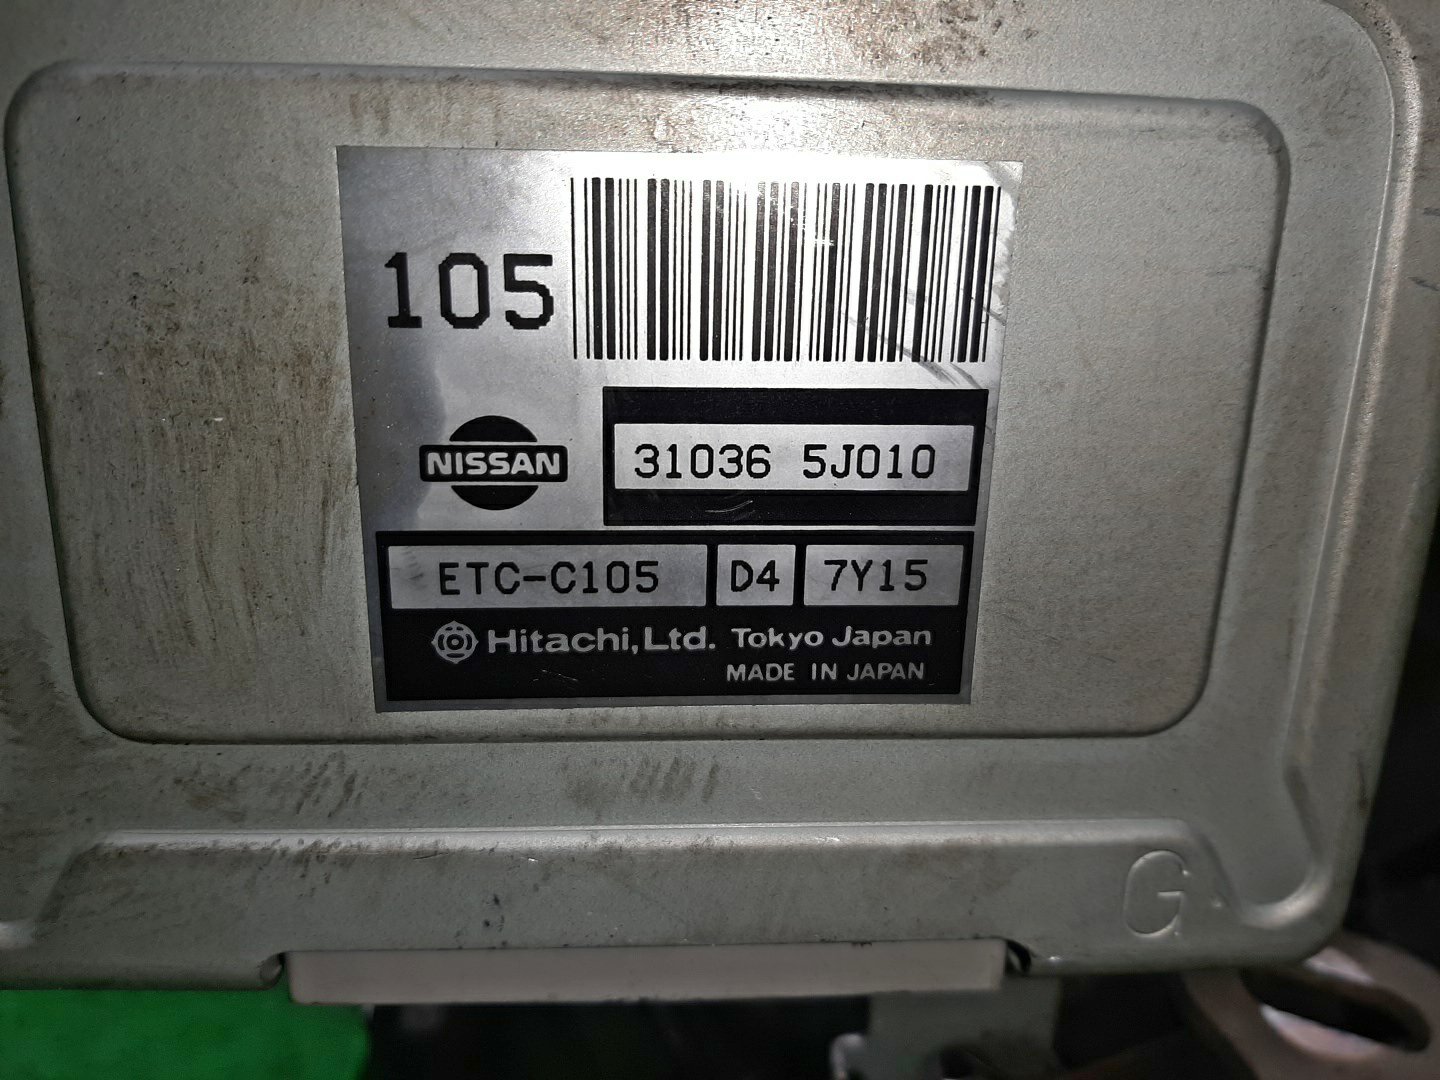 105
NISSAN
31036 5J010
ETC-C105 D4 7Y15
Hitachi,Ltd. Tokyo Japan
MADE IN JAPAN
G